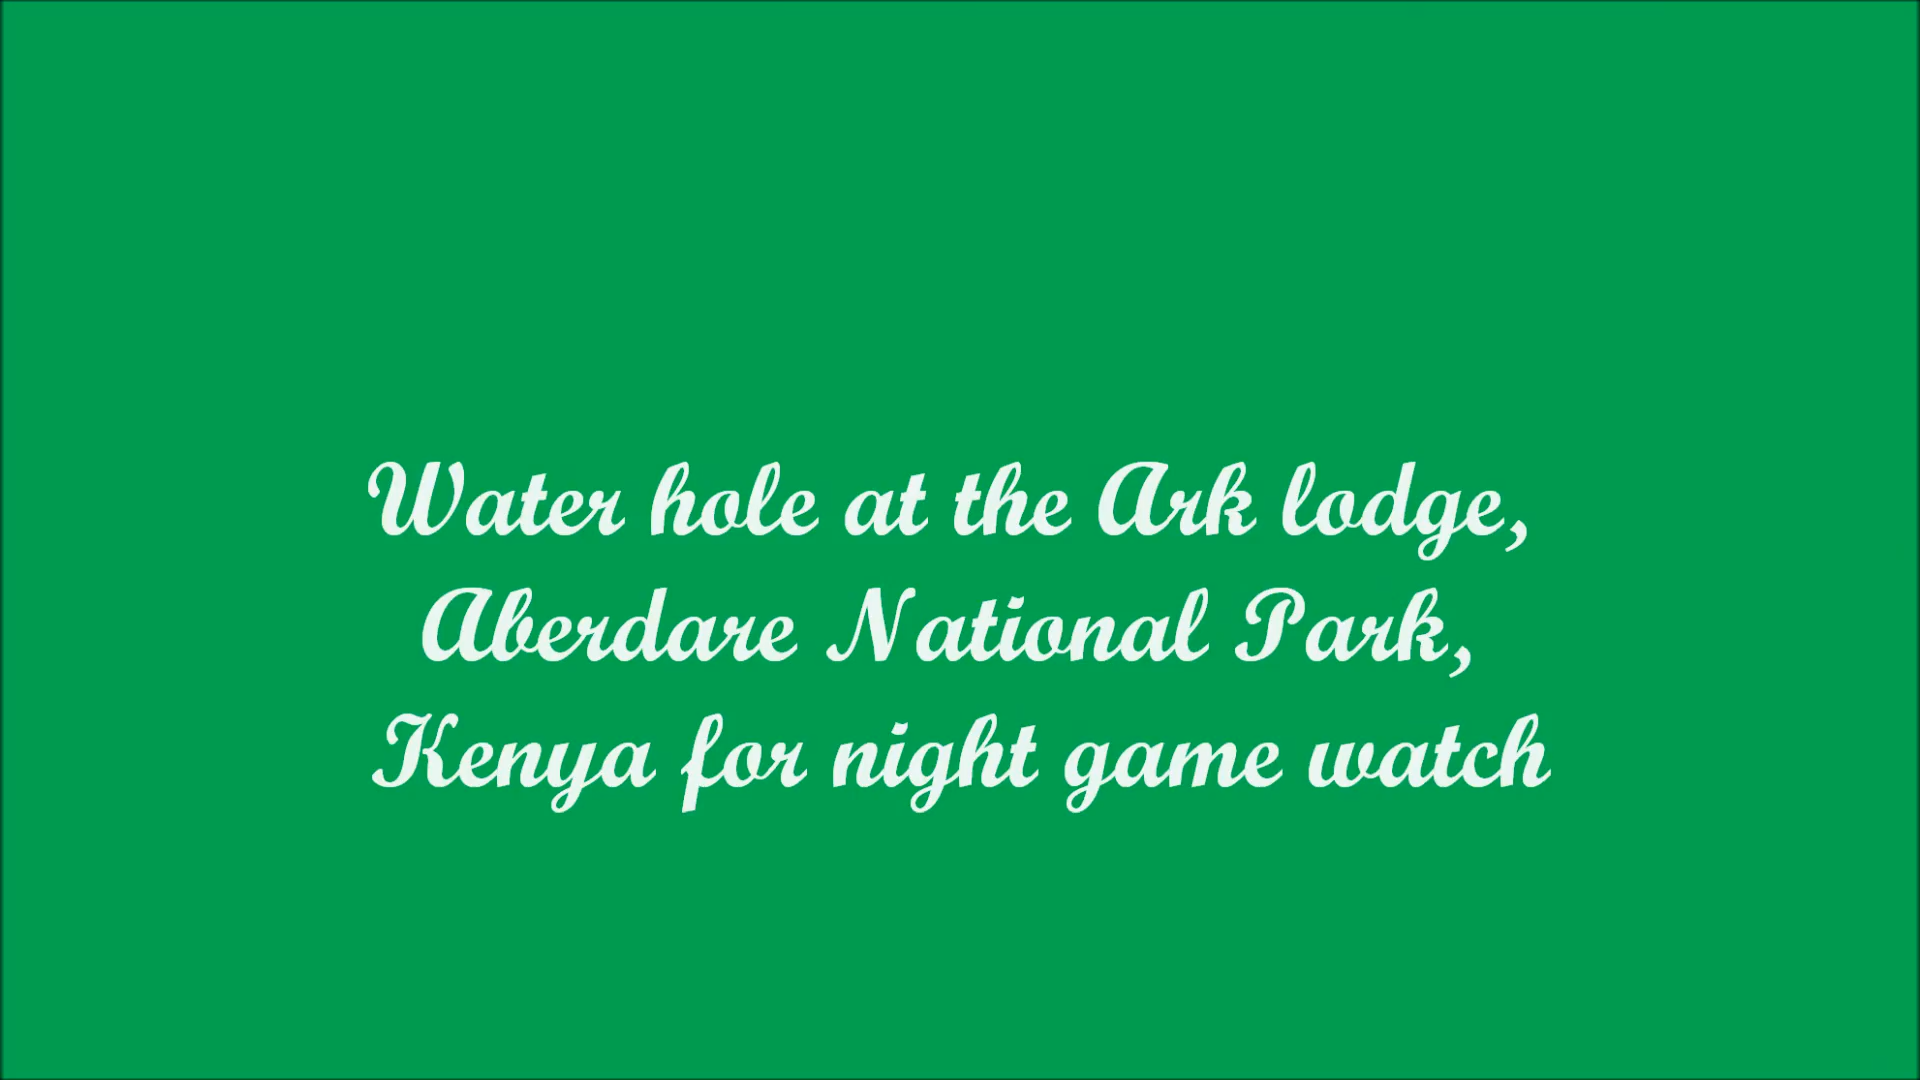 Water hole at the Ark lodge,
Aberdare National Park,
Kenya for night game watch